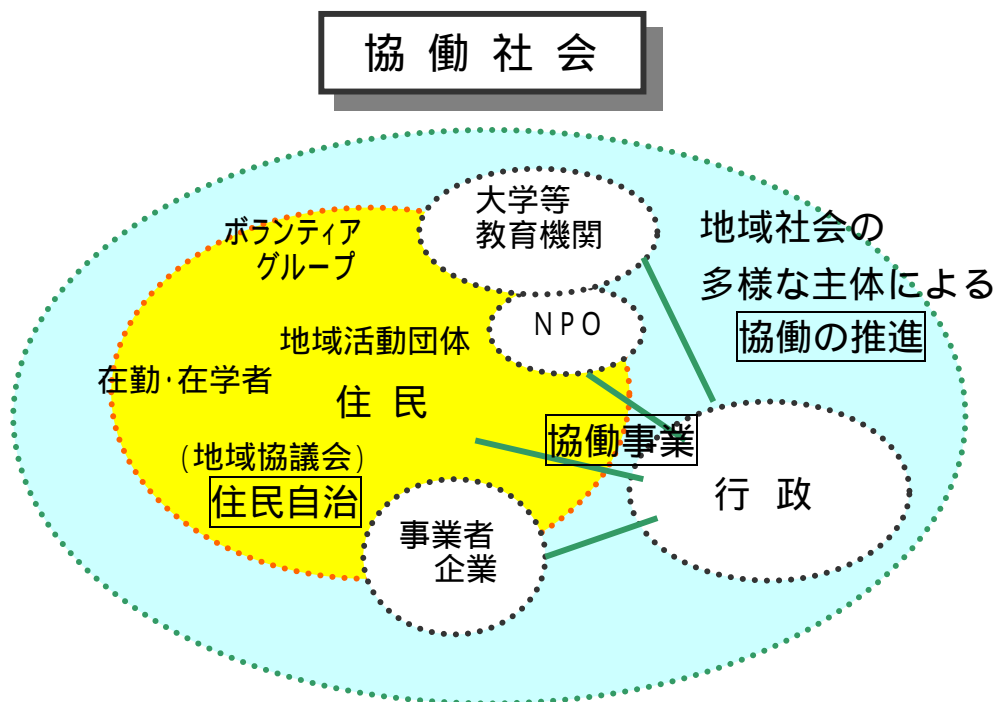 協働社会
大学等
教育機関
ボランティア
グループ
地域社会の
多様な主体による
協働の推進
NPO
地域活動団体
在勤・在学者
住民
協働事業
(地域協議会)
住民自治
行政
事業者
企業